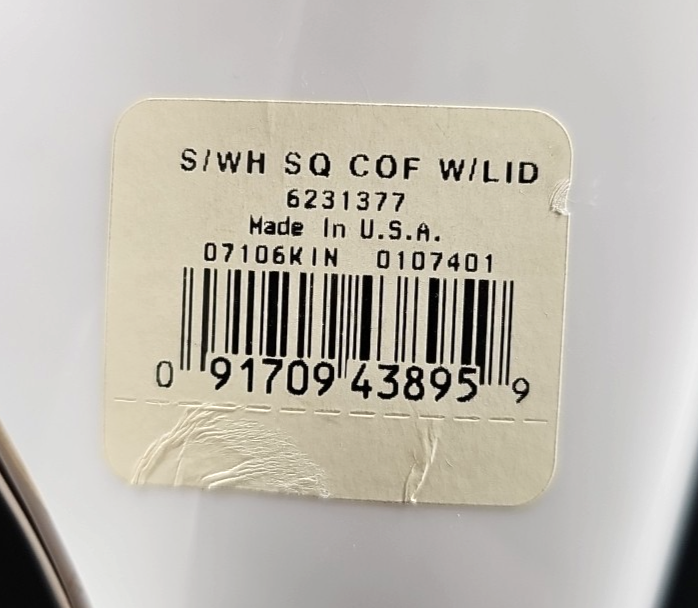 S/WH SQ COF W/LID
6231377
Made In U.S.A.
07106KIN 0107401
0 91709 43895 9